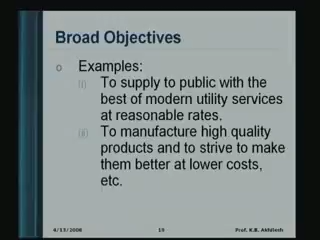 Broad Objectives
o Examples:
(i) To supply to public with the
best of modern utility services
at reasonable rates.
(ii) To manufacture high quality
products and to strive to make
them better at lower costs,
etc.
4/13/2008 19 Prof. K.B. Akhilesh